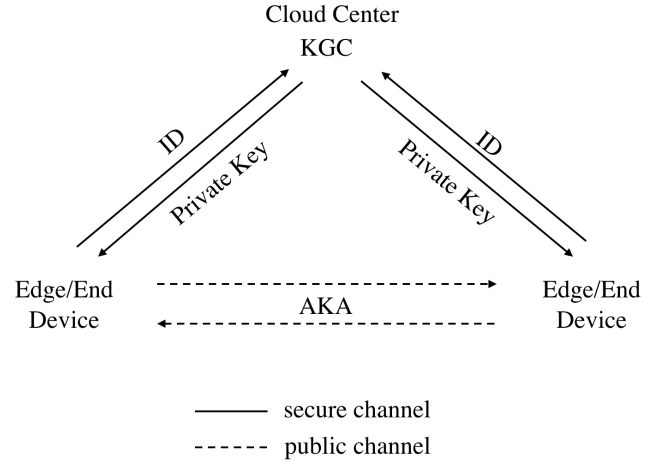 Cloud Center
KGC
ID
Private Key
ID
Private Key
Edge/End
Device
AKA
Edge/End
Device
secure channel
public channel